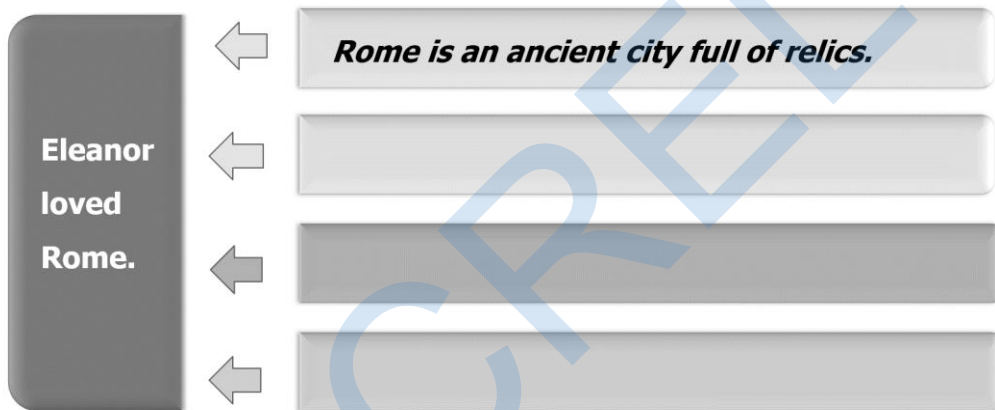 Rome is an ancient city full of relics.
Eleanor
loved
Rome.
CREL